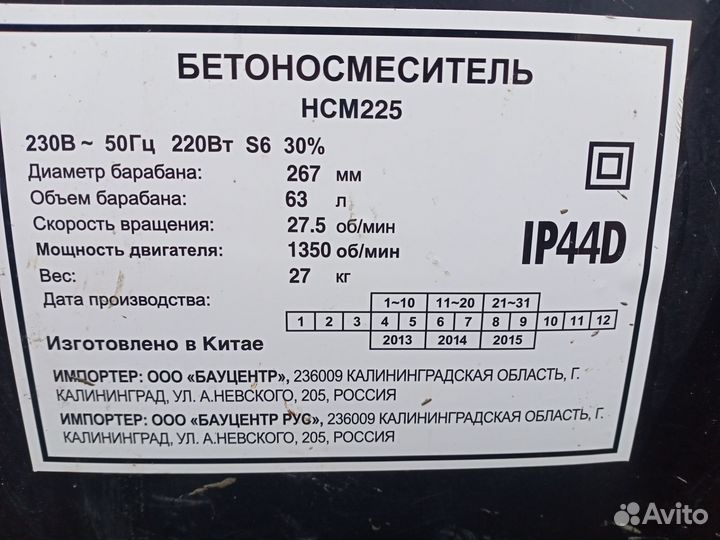 БЕТОНОСМЕСИТЕЛЬ
HCM225
230В ~ 50Гц 220Вт S6 30%
Диаметр барабана: 267 мм
Объем барабана: 63 л
Скорость вращения: 27.5 об/мин
Мощность двигателя: 1350 об/мин
Вес: 27 кг
IP44D
Дата производства: 1~10 11~20 21~31
1 2 3 4 5 6 7 8 9 10 11 12
2013 2014 2015
Изготовлено в Китае
ИМПОРТЕР: ООО «БАУЦЕНТР», 236009 КАЛИНИНГРАДСКАЯ ОБЛАСТЬ, Г.
КАЛИНИНГРАД, УЛ. А.НЕВСКОГО, 205, РОССИЯ
ИМПОРТЕР: ООО «БАУЦЕНТР РУС», 236009 КАЛИНИНГРАДСКАЯ ОБЛАСТЬ, Г.
КАЛИНИНГРАД, УЛ. А.НЕВСКОГО, 205, РОССИЯ
Avito